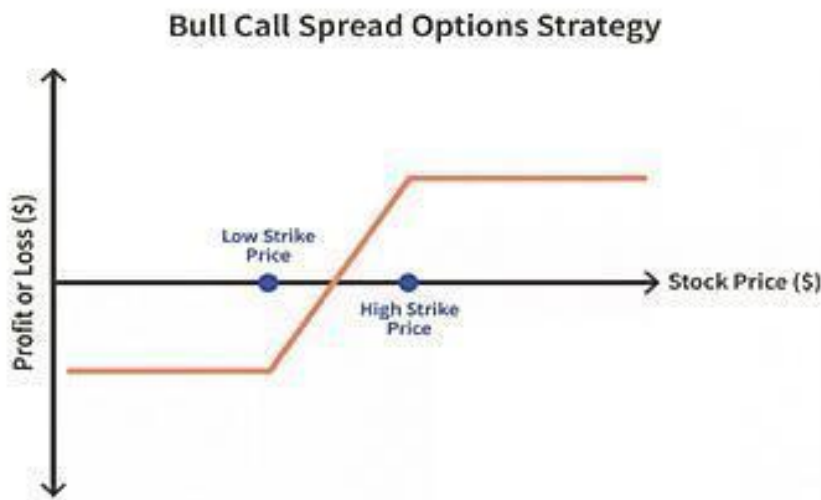 Bull Call Spread Options Strategy
Profit or Loss ($)
Low Strike
Price
Stock Price ($)
High Strike
Price